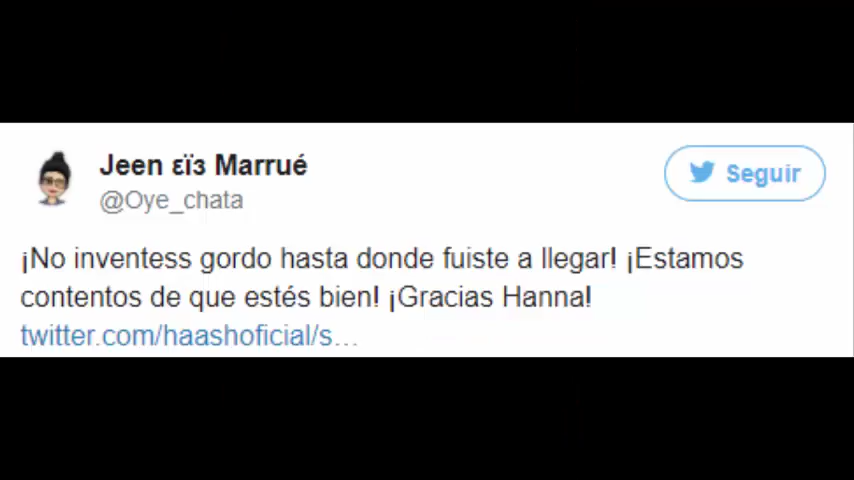 Jeen εïз Marrué
@Oye_chata
Seguir
¡No inventess gordo hasta donde fuiste a llegar! ¡Estamos
contentos de que estés bien! ¡Gracias Hanna!
twitter.com/haashoficial/s...